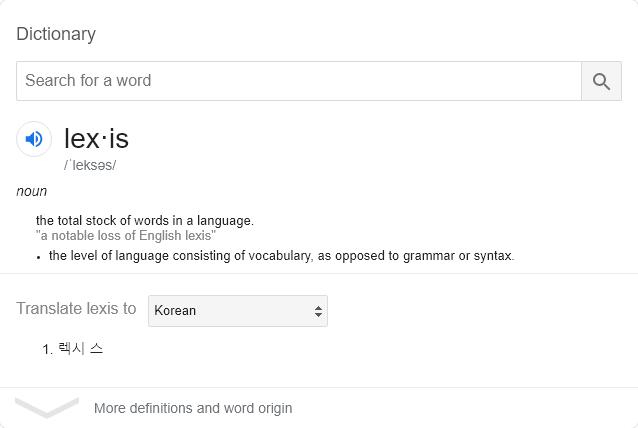 Dictionary
Search for a word
lex·is
/ˈleksəs/
noun
the total stock of words in a language.
"a notable loss of English lexis"
• the level of language consisting of vocabulary, as opposed to grammar or syntax.
Translate lexis to Korean
1. 렉시 스
More definitions and word origin